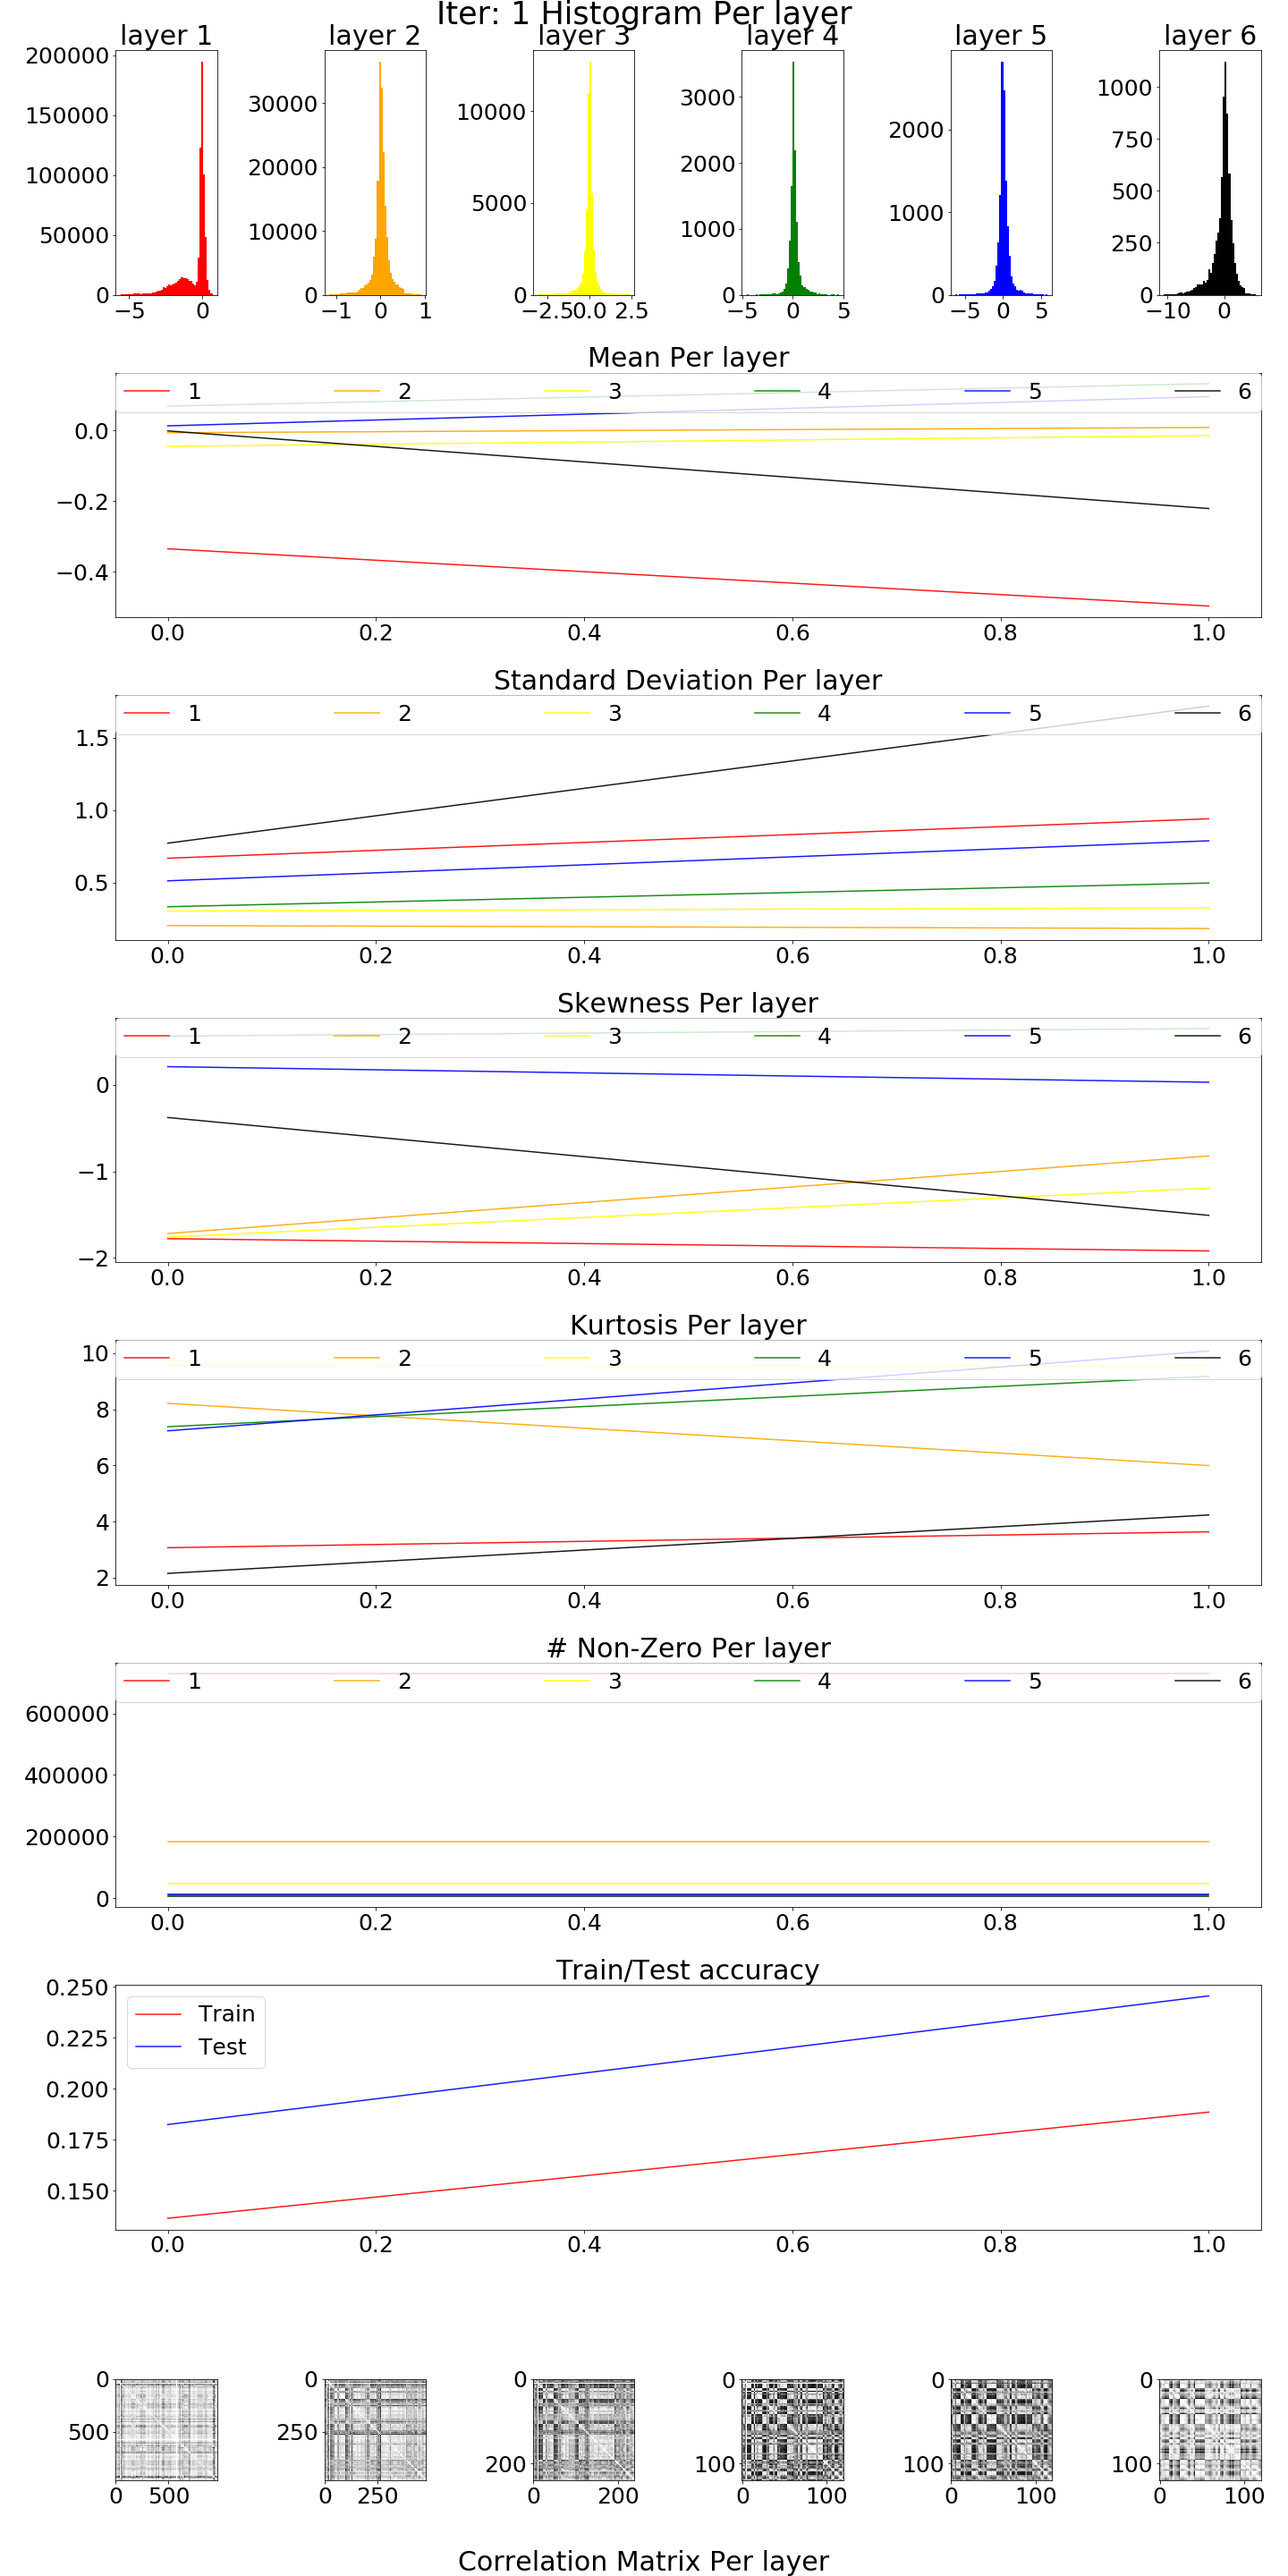 Iter: 1 Histogram Per layer
layer 1 layer 2 layer 3 layer 4 layer 5 layer 6
200000
150000
100000
50000
0
−5 0
30000
20000
10000
0
−1 0 1
10000
5000
0
−2.5 0.0 2.5
3000
2000
1000
0
−5 0 5
2000
1000
0
−5 0 5
1000
750
500
250
0
−10 0
Mean Per layer
1 2 3 4 5 6
0.0
−0.2
−0.4
0.0 0.2 0.4 0.6 0.8 1.0
Standard Deviation Per layer
1 2 3 4 5 6
1.5
1.0
0.5
0.0 0.2 0.4 0.6 0.8 1.0
Skewness Per layer
1 2 3 4 5 6
0
−1
−2
0.0 0.2 0.4 0.6 0.8 1.0
Kurtosis Per layer
10
1 2 3 4 5 6
8
6
4
2
0.0 0.2 0.4 0.6 0.8 1.0
# Non-Zero Per layer
1 2 3 4 5 6
600000
400000
200000
0
0.0 0.2 0.4 0.6 0.8 1.0
Train/Test accuracy
0.250
Train
0.225
Test
0.200
0.175
0.150
0.0 0.2 0.4 0.6 0.8 1.0
0
500
0 500
0
250
0 250
0
200
0 200
0
100
0 100
0
100
0 100
0
100
0 100
Correlation Matrix Per layer